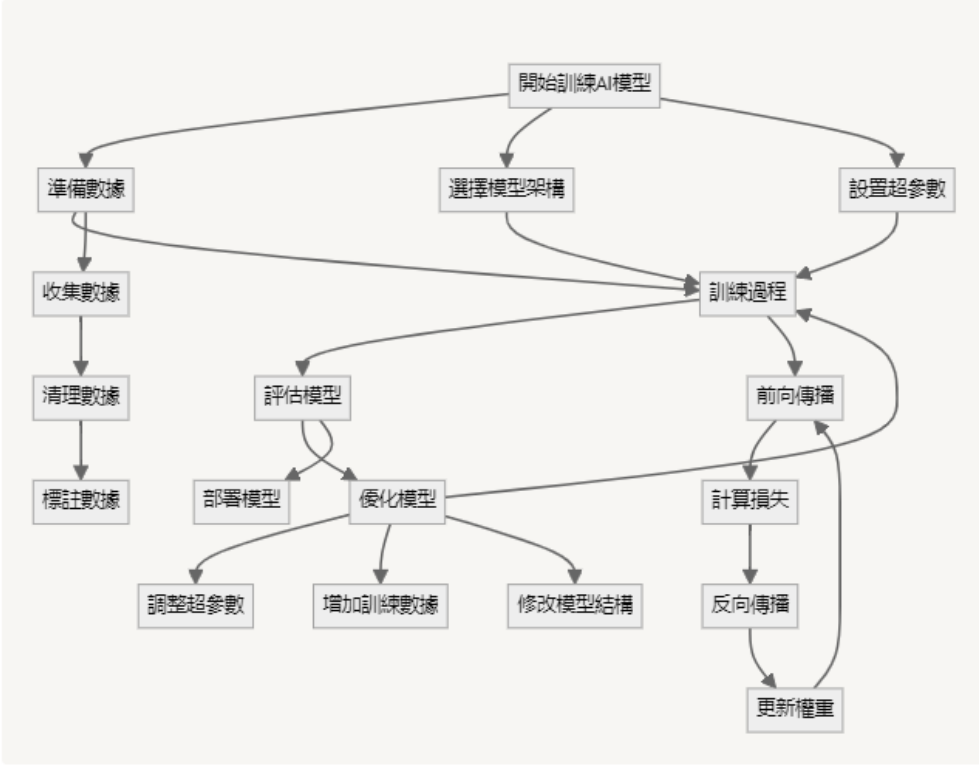 開始訓練AI模型
準備數據
選擇模型架構
設置超參數
收集數據
訓練過程
清理數據
評估模型
前向傳播
標註數據
部署模型
優化模型
計算損失
調整超參數
增加訓練數據
修改模型結構
反向傳播
更新權重